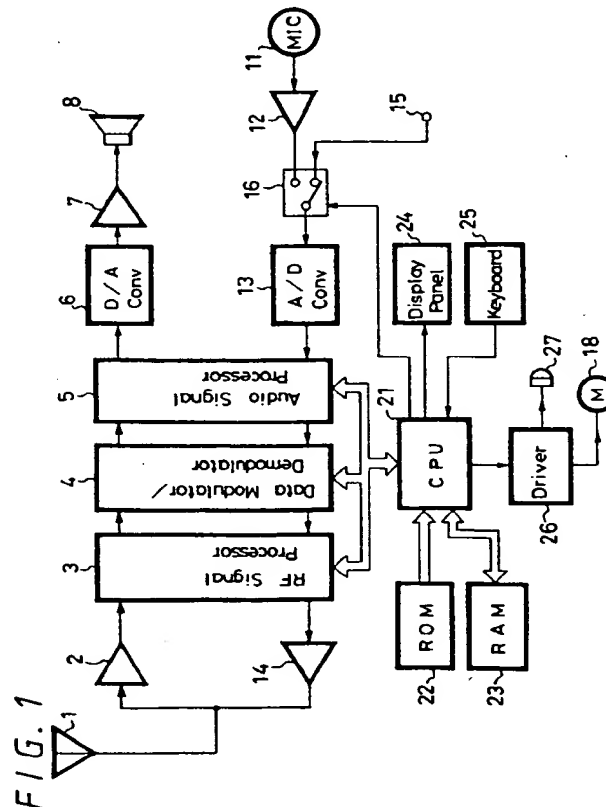 FIG. 1
1
2
3
RF Signal
Processor
4
Data Modulator/
Demodulator
5
Audio Signal
Processor
6
D/A
Conv
7
8
11
MIC
12
16
15
13
A/D
Conv
14
21
CPU
24
Display
Panel
25
Keyboard
22
ROM
23
RAM
26
Driver
27
18
M